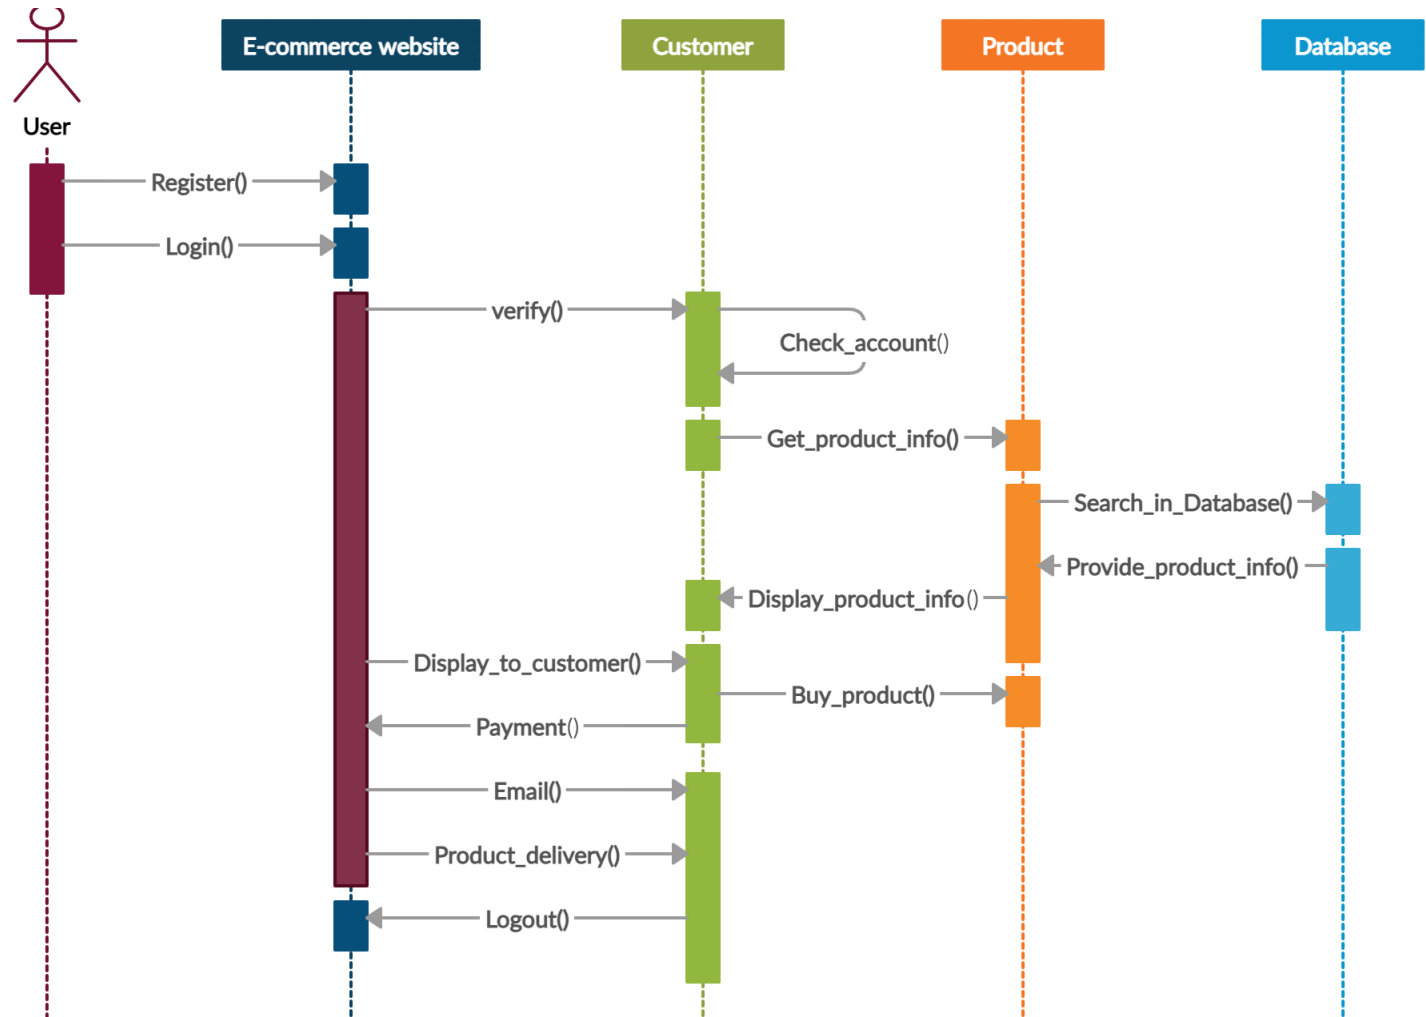 E-commerce website
Customer
Product
Database
User
Register()
Login()
verify()
Check_account()
Get_product_info()
Search_in_Database()
Provide_product_info()
Display_product_info()
Display_to_customer()
Buy_product()
Payment()
Email()
Product_delivery()
Logout()